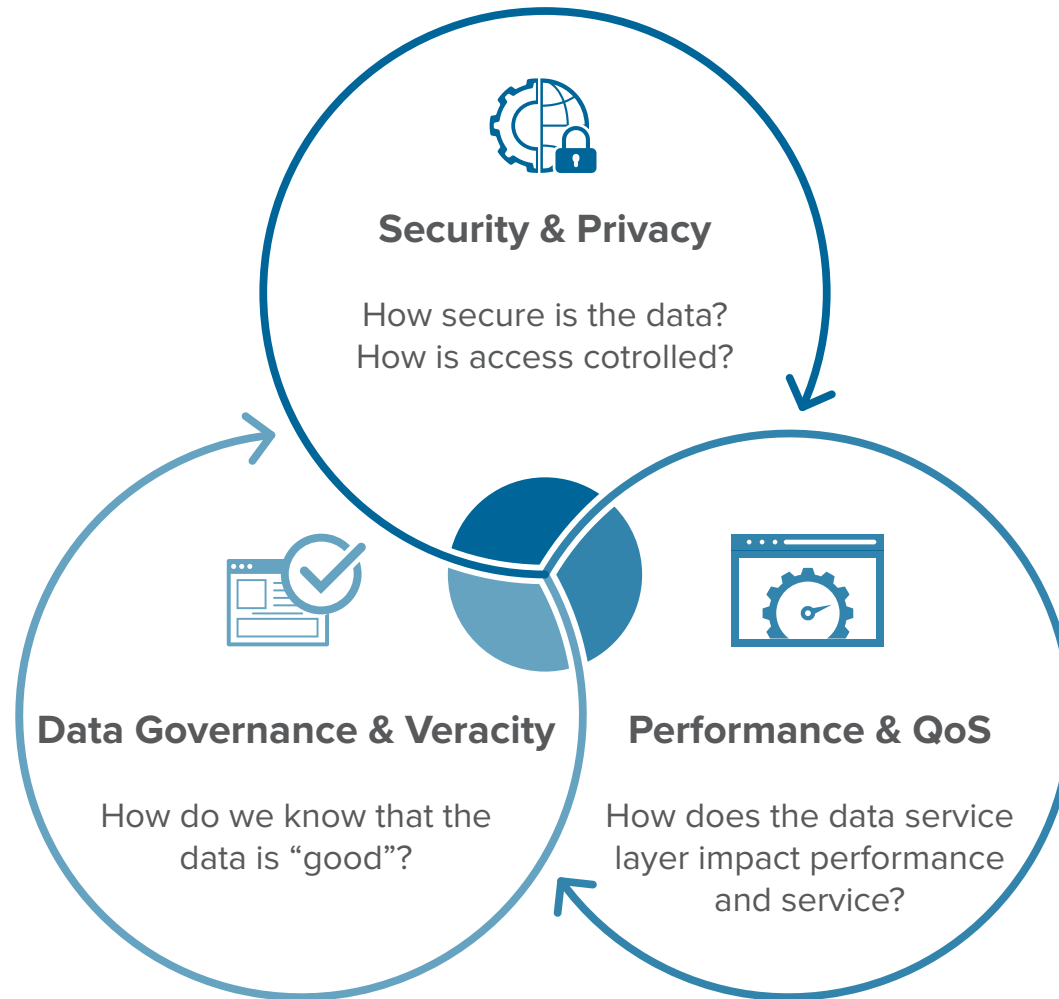 Security & Privacy
How secure is the data?
How is access cotrolled?
Data Governance & Veracity
How do we know that the
data is “good”?
Performance & QoS
How does the data service
layer impact performance
and service?